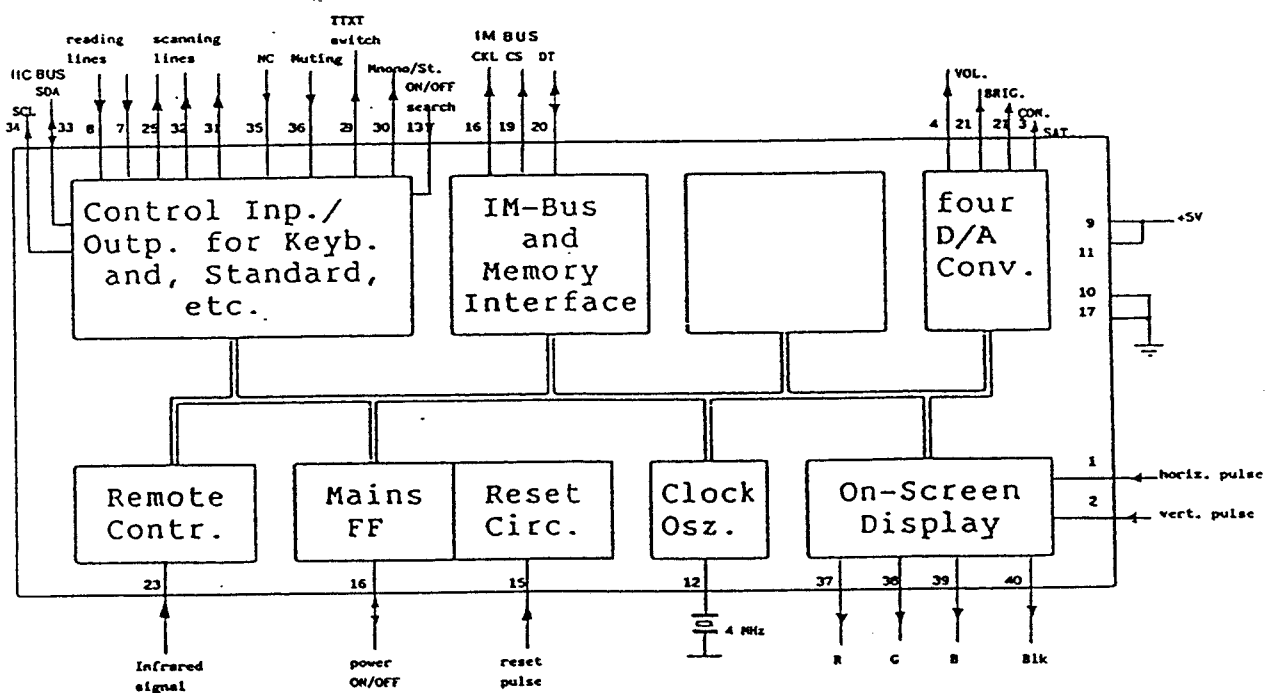 TTXT
switch
reading
lines
scanning
lines
IIC BUS
SDA
SCL
MC
Muting
Mnono/St.
ON/OFF
search
IM BUS
CKL CS DT
VOL.
BRIG.
CON.
SAT
34 33 8 7 25 32 31 35 36 29 30 13 16 19 20 4 21 21 3
Control Inp./
Outp. for Keyb.
and, Standard,
etc.
IM-Bus
and
Memory
Interface
four
D/A
Conv.
9
+5V
11
10
17
Remote
Contr.
Mains
FF
Reset
Circ.
Clock
Osz.
On-Screen
Display
1
horiz. pulse
2
vert. pulse
23 16 15 12 37 38 39 40
4 MHz
R G B Blk
Infrared
signal
power
ON/OFF
reset
pulse